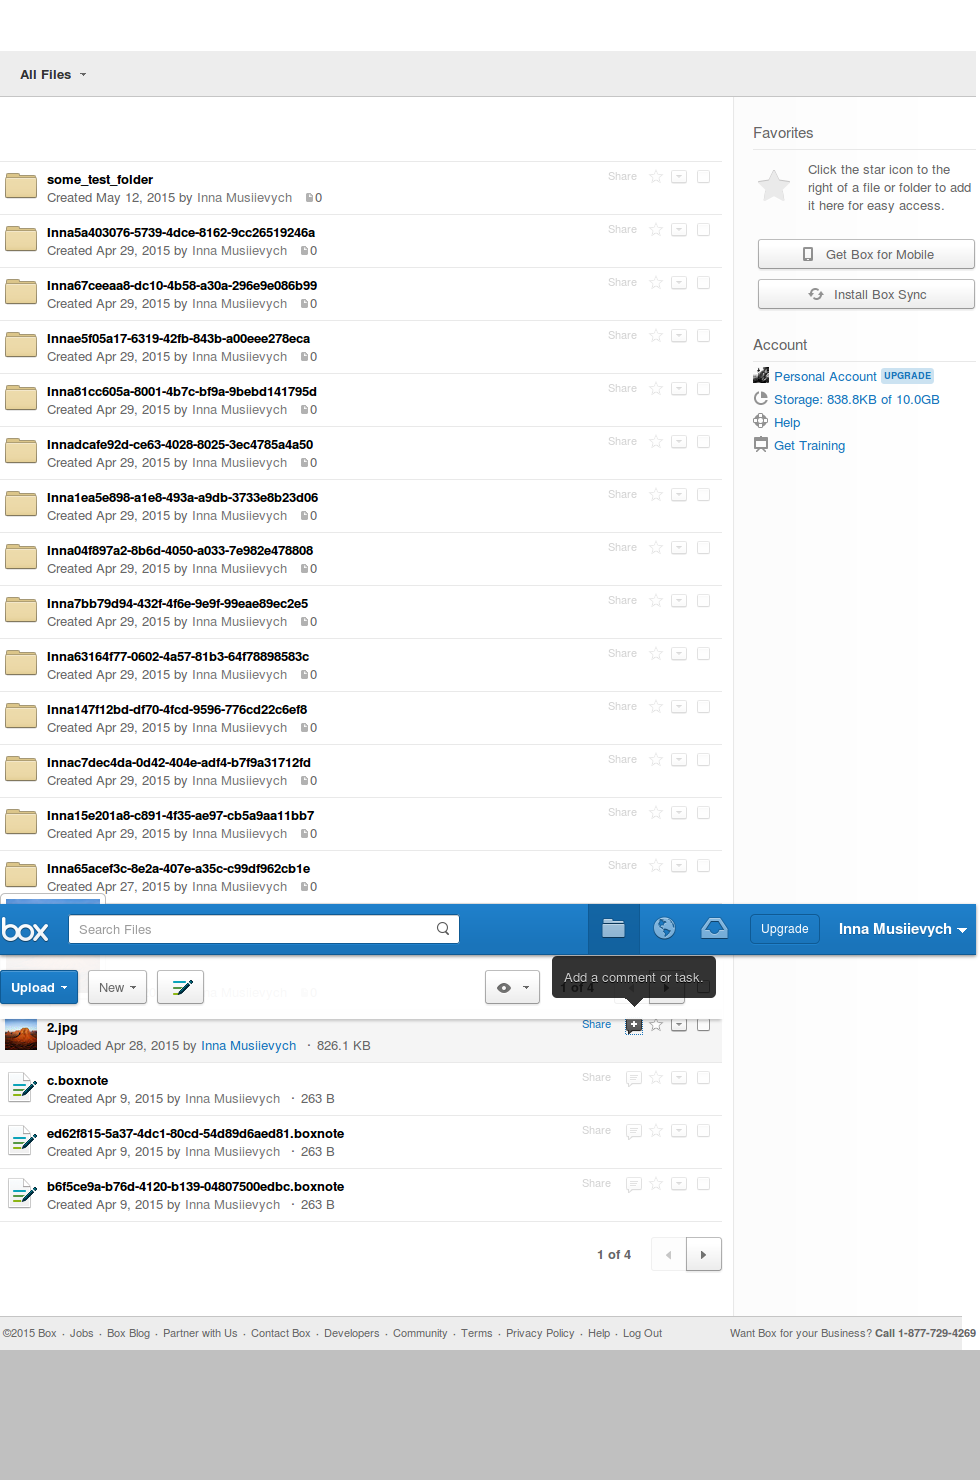 All Files
Favorites
Click the star icon to the
right of a file or folder to add
it here for easy access.
Get Box for Mobile
Install Box Sync
Account
Personal Account UPGRADE
Storage: 838.8KB of 10.0GB
Help
Get Training
some_test_folder
Share
Created May 12, 2015 by Inna Musiievych 0
Inna5a403076-5739-4dce-8162-9cc26519246a
Share
Created Apr 29, 2015 by Inna Musiievych 0
Inna67ceeaa8-dc10-4b58-a30a-296e9e086b99
Share
Created Apr 29, 2015 by Inna Musiievych 0
Innae5f05a17-6319-42fb-843b-a00eee278eca
Share
Created Apr 29, 2015 by Inna Musiievych 0
Inna81cc605a-8001-4b7c-bf9a-9bebd141795d
Share
Created Apr 29, 2015 by Inna Musiievych 0
Innadcafe92d-ce63-4028-8025-3ec4785a4a50
Share
Created Apr 29, 2015 by Inna Musiievych 0
Inna1ea5e898-a1e8-493a-a9db-3733e8b23d06
Share
Created Apr 29, 2015 by Inna Musiievych 0
Inna04f897a2-8b6d-4050-a033-7e982e478808
Share
Created Apr 29, 2015 by Inna Musiievych 0
Inna7bb79d94-432f-4f6e-9e9f-99eae89ec2e5
Share
Created Apr 29, 2015 by Inna Musiievych 0
Inna63164f77-0602-4a57-81b3-64f78898583c
Share
Created Apr 29, 2015 by Inna Musiievych 0
Inna147f12bd-df70-4fcd-9596-776cd22c6ef8
Share
Created Apr 29, 2015 by Inna Musiievych 0
Innac7dec4da-0d42-404e-adf4-b7f9a31712fd
Share
Created Apr 29, 2015 by Inna Musiievych 0
Inna15e201a8-c891-4f35-ae97-cb5a9aa11bb7
Share
Created Apr 29, 2015 by Inna Musiievych 0
Inna65acef3c-8e2a-407e-a35c-c99df962cb1e
Share
Created Apr 27, 2015 by Inna Musiievych 0
box
Search Files
Upgrade
Inna Musiievych
Upload
New
Inna Musiievych 0
Add a comment or task.
1 of 4
2.jpg
Share
Uploaded Apr 28, 2015 by Inna Musiievych · 826.1 KB
c.boxnote
Share
Created Apr 9, 2015 by Inna Musiievych · 263 B
ed62f815-5a37-4dc1-80cd-54d89d6aed81.boxnote
Share
Created Apr 9, 2015 by Inna Musiievych · 263 B
b6f5ce9a-b76d-4120-b139-04807500edbc.boxnote
Share
Created Apr 9, 2015 by Inna Musiievych · 263 B
1 of 4
©2015 Box · Jobs · Box Blog · Partner with Us · Contact Box · Developers · Community · Terms · Privacy Policy · Help · Log Out
Want Box for your Business? Call 1-877-729-4269